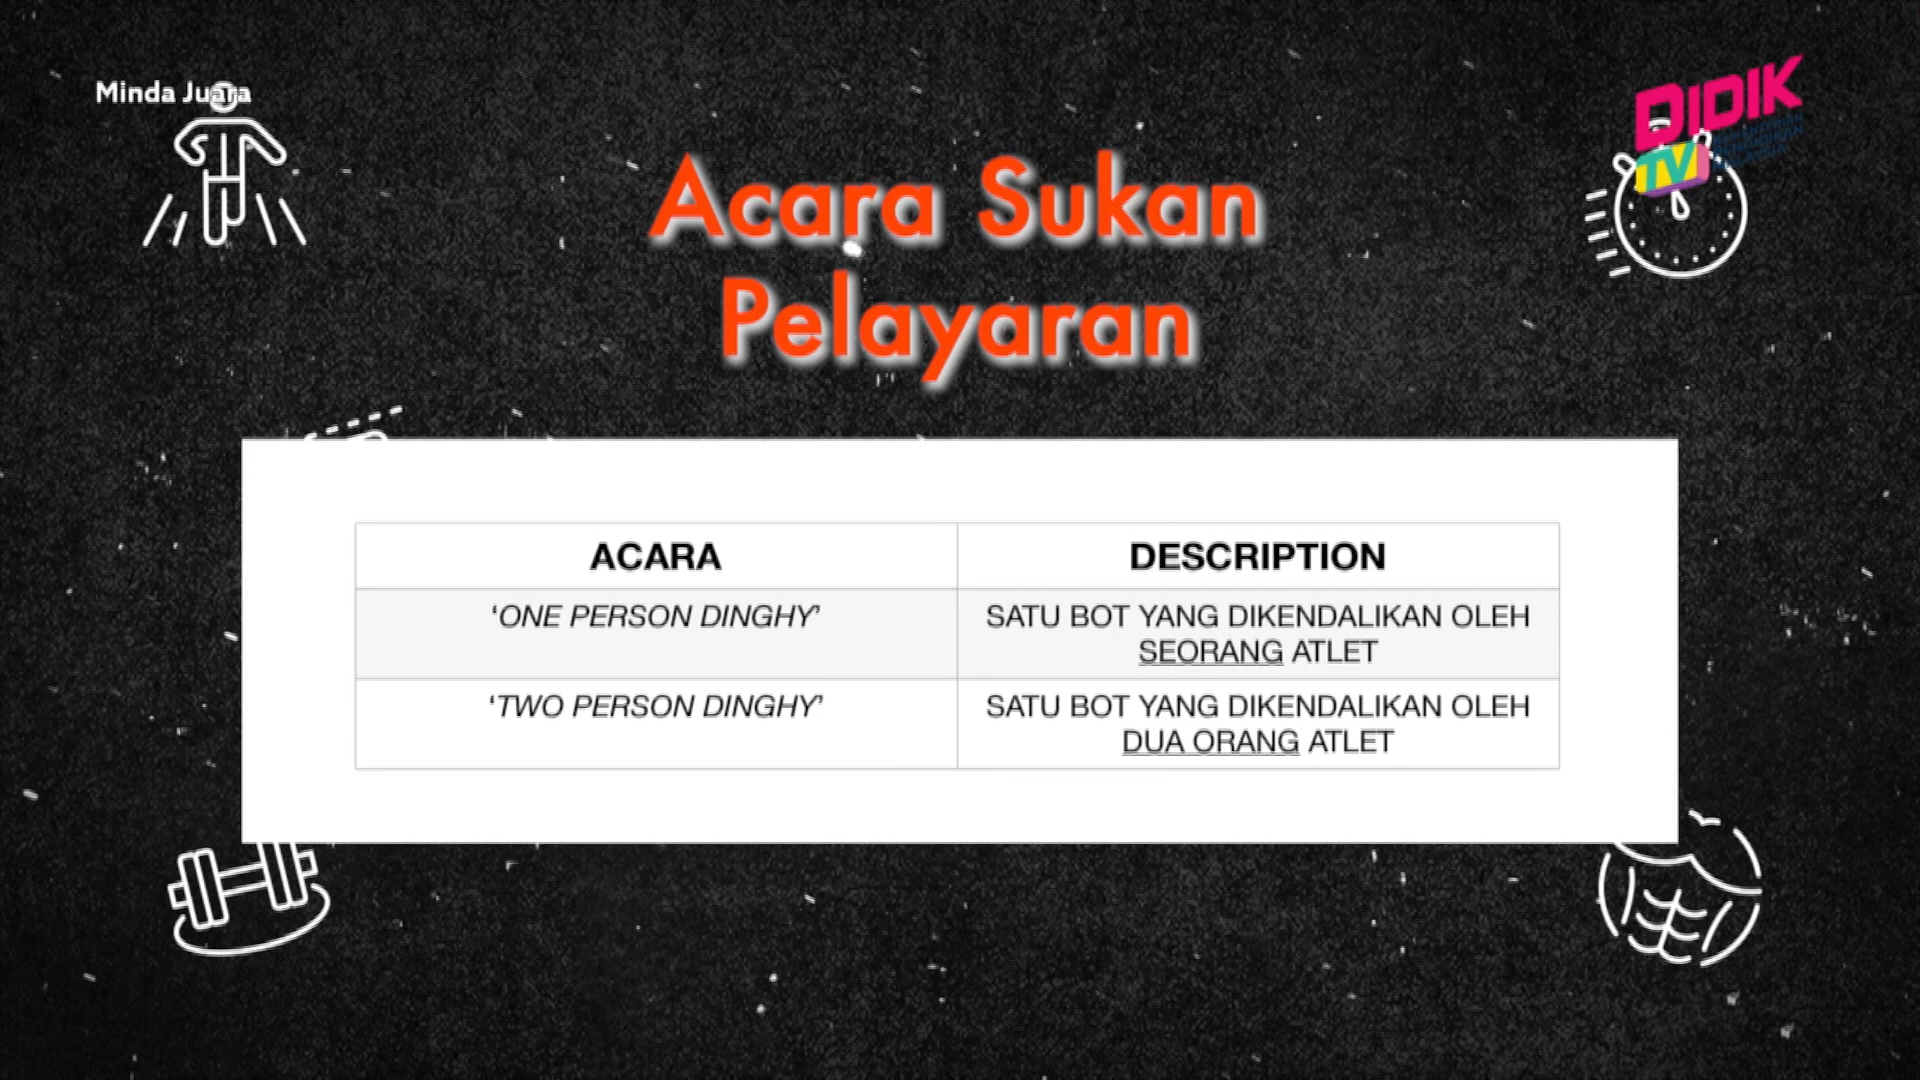 Minda Juara
DIDIK
TV
Acara Sukan
Pelayaran
ACARA
DESCRIPTION
‘ONE PERSON DINGHY’
SATU BOT YANG DIKENDALIKAN OLEH
SEORANG ATLET
‘TWO PERSON DINGHY’
SATU BOT YANG DIKENDALIKAN OLEH
DUA ORANG ATLET